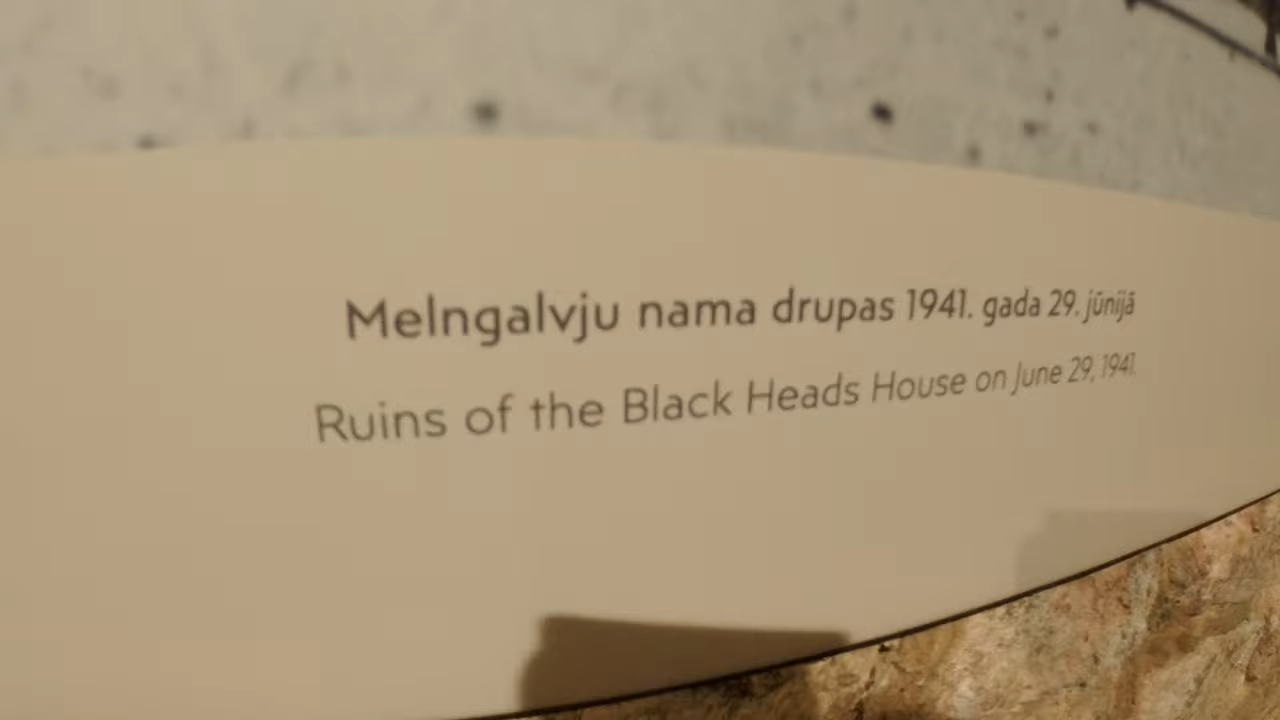 Melngalvju nama drupas 1941. gada 29. jūnijā
Ruins of the Black Heads House on June 29, 1941.